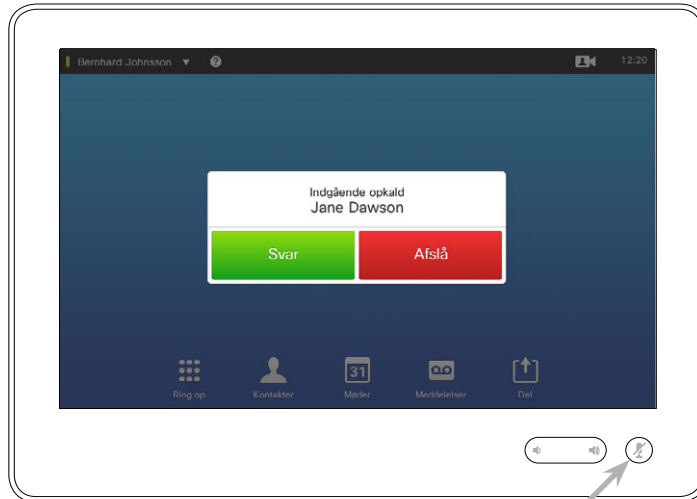 Bernhard Johnsson ▼ ? 12:20
Indgående opkald
Jane Dawson
Svar Afslå
31
Ring op Kontakter Møder Meddelelser Del